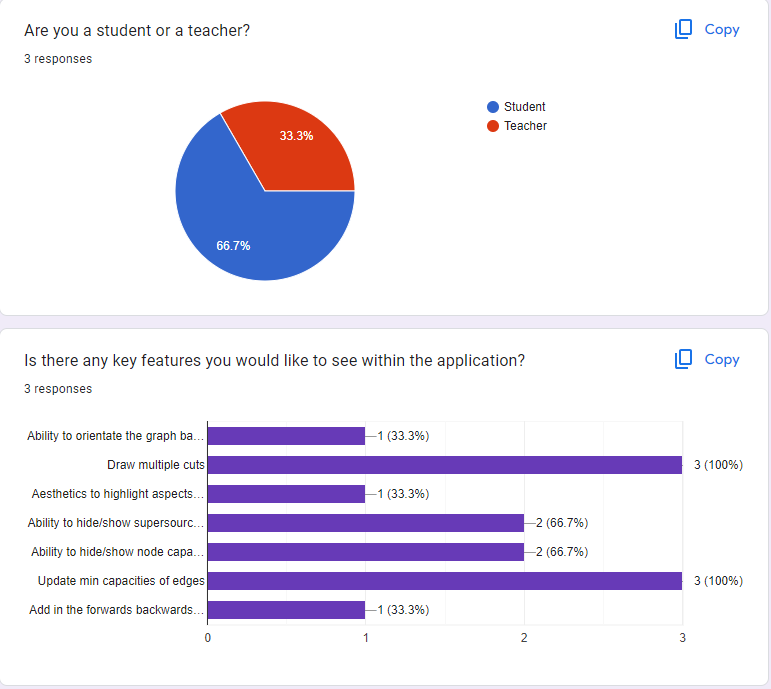 Are you a student or a teacher?
Copy
3 responses
Student
Teacher
33.3%
66.7%
Is there any key features you would like to see within the application?
Copy
3 responses
Ability to orientate the graph ba...
1 (33.3%)
Draw multiple cuts
3 (100%)
Aesthetics to highlight aspects...
1 (33.3%)
Ability to hide/show supersourc...
2 (66.7%)
Ability to hide/show node capa...
2 (66.7%)
Update min capacities of edges
3 (100%)
Add in the forwards backwards...
1 (33.3%)
0 1 2 3